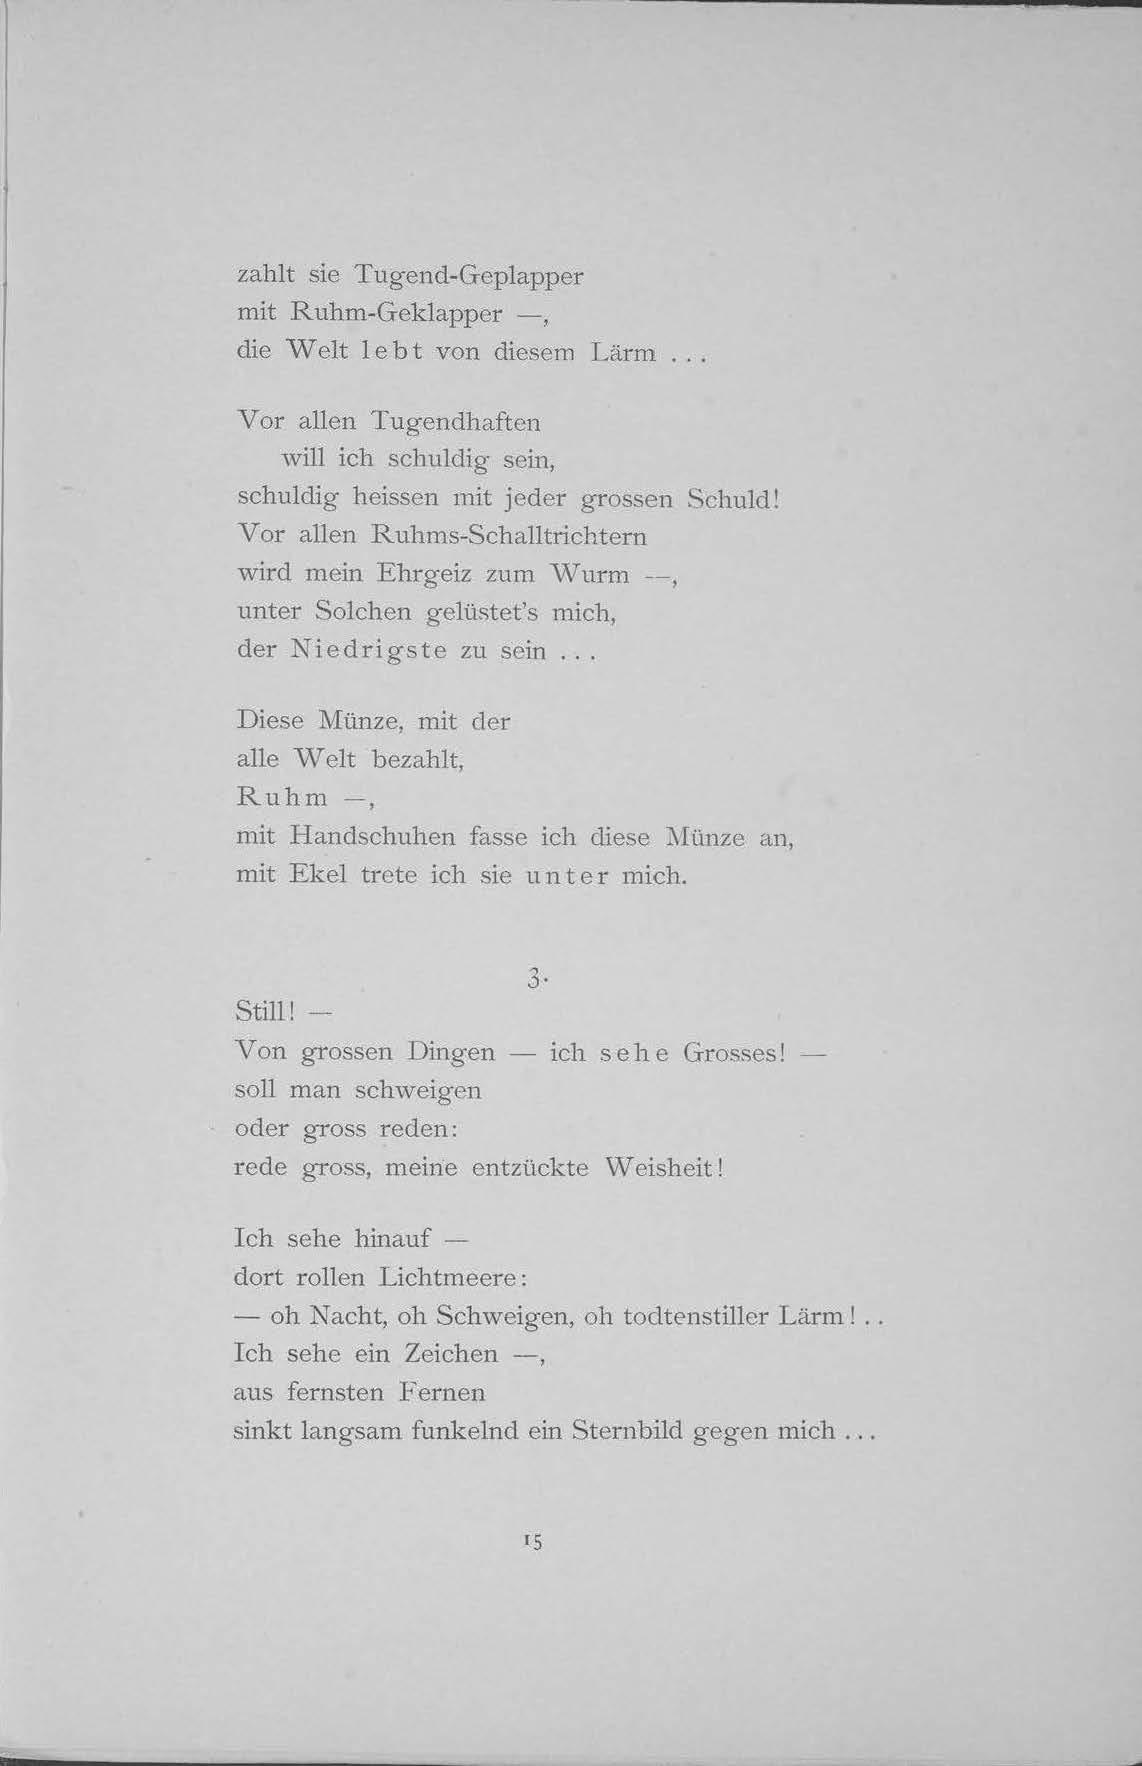 zahlt sie Tugend-Geplapper
mit Ruhm-Geklapper —,
die Welt lebt von diesem Lärm ...
Vor allen Tugendhaften
will ich schuldig sein,
schuldig heissen mit jeder grossen Schuld!
Vor allen Ruhms-Schalltrichtern
wird mein Ehrgeiz zum Wurm —,
unter Solchen gelüstet's mich,
der Niedrigste zu sein ...
Diese Münze, mit der
alle Welt bezahlt,
Ruhm —,
mit Handschuhen fasse ich diese Münze an,
mit Ekel trete ich sie unter mich.
3.
Still! —
Von grossen Dingen — ich sehe Grosses! —
soll man schweigen
oder gross reden:
rede gross, meine entzückte Weisheit!
Ich sehe hinauf —
dort rollen Lichtmeere:
— oh Nacht, oh Schweigen, oh todtenstiller Lärm! ..
Ich sehe ein Zeichen —,
aus fernsten Fernen
sinkt langsam funkelnd ein Sternbild gegen mich ...
15